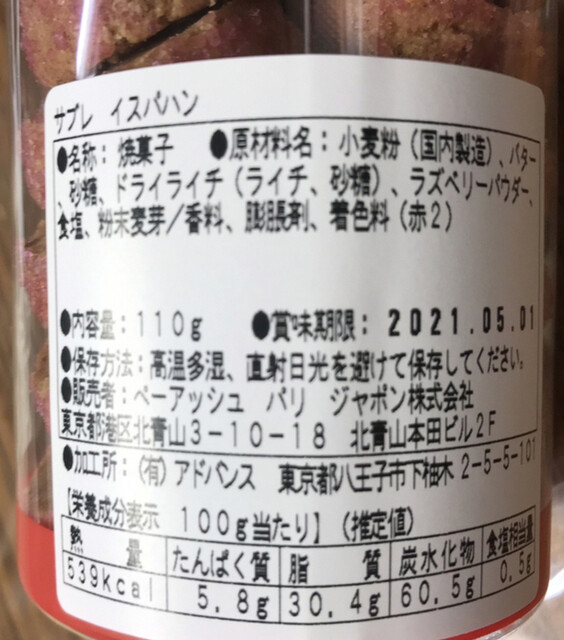 サブレ イスパハン
●名称：焼菓子 ●原材料名：小麦粉（国内製造）、バター
、砂糖、ドライライチ（ライチ、砂糖）、ラズベリーパウダー、
食塩、粉末麦芽／香料、膨脹剤、着色料（赤2）
●内容量：110g ●賞味期限：2021.05.01
●保存方法：高温多湿、直射日光を避けて保存してください。
●販売者：ペーアッシュ パリ ジャポン株式会社
東京都港区北青山3-10-18 北青山本田ビル2F
●加工所：（有）アドバンス 東京都八王子市下柚木2-5-5-101
【栄養成分表示 100g当たり】（推定値）
熱量 たんぱく質 脂質 炭水化物 食塩相当量
539kcal 5.8g 30.4g 60.5g 0.5g